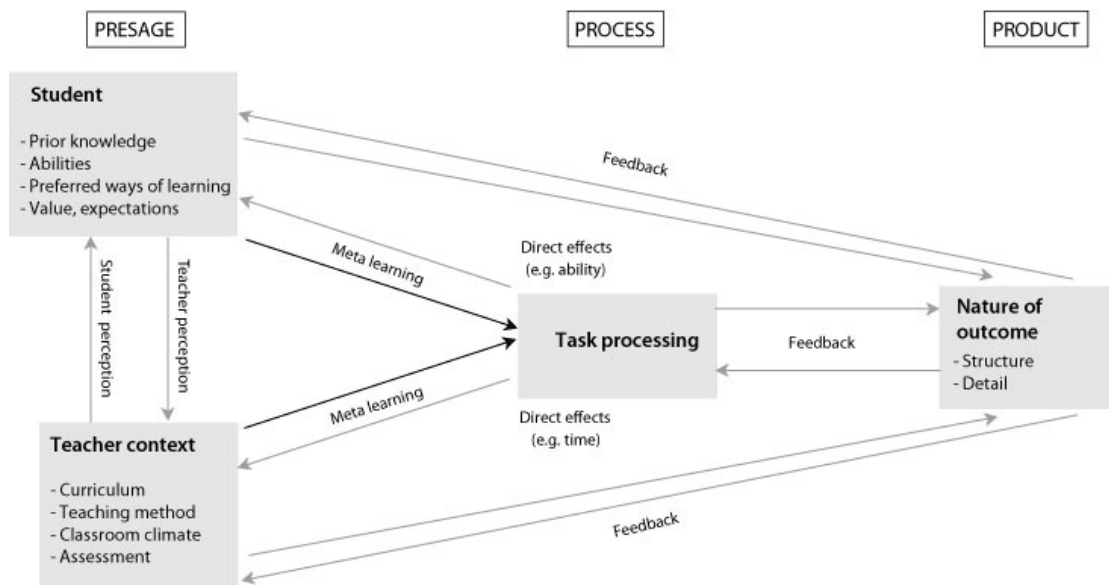 PRESAGE
PROCESS
PRODUCT
Student
- Prior knowledge
- Abilities
- Preferred ways of learning
- Value, expectations
Feedback
Meta learning
Direct effects
(e.g. ability)
Student perception
Teacher perception
Task processing
Feedback
Nature of
outcome
- Structure
- Detail
Meta learning
Direct effects
(e.g. time)
Teacher context
- Curriculum
- Teaching method
- Classroom climate
- Assessment
Feedback